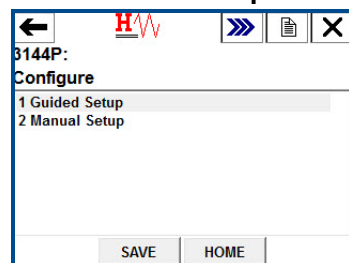 H
3144P:
Configure
1 Guided Setup
2 Manual Setup
SAVE HOME